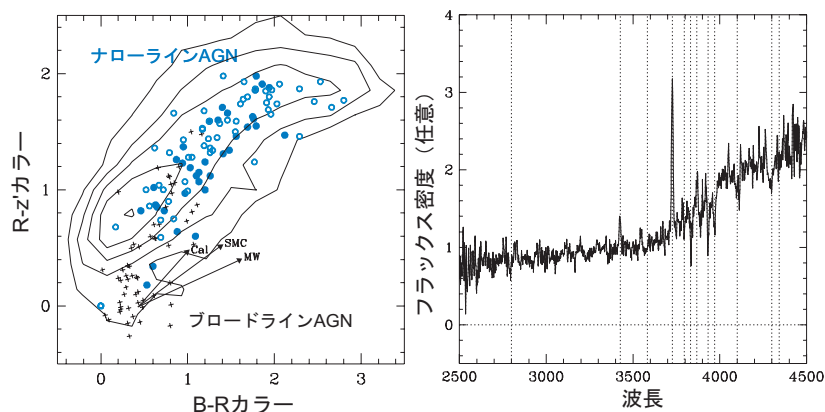 ナローラインAGN
2
1
0
R-z'カラー
Cal
SMC
MW
ブロードラインAGN
0
1
2
3
B-Rカラー
4
3
2
1
0
フラックス密度（任意）
2500
3000
3500
4000
4500
波長